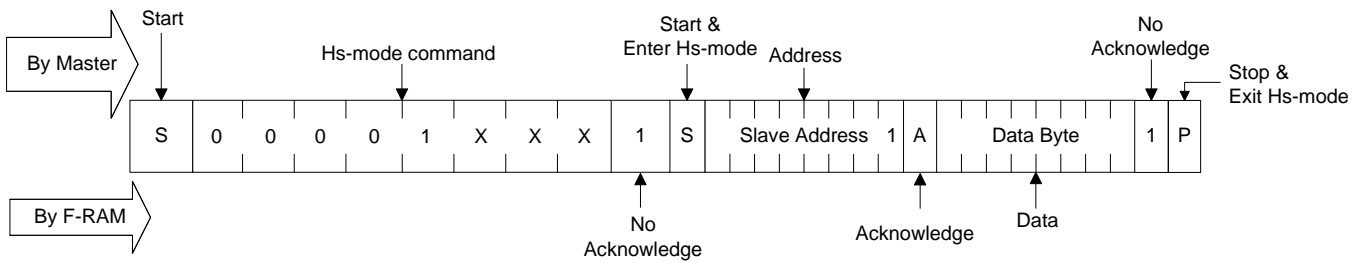 Start
Start &
Enter Hs-mode
No
Acknowledge
By Master
Hs-mode command
Address
Stop &
Exit Hs-mode
S 0 0 0 0 1 X X X 1 S Slave Address 1 A Data Byte 1 P
By F-RAM
No
Acknowledge
Acknowledge
Data